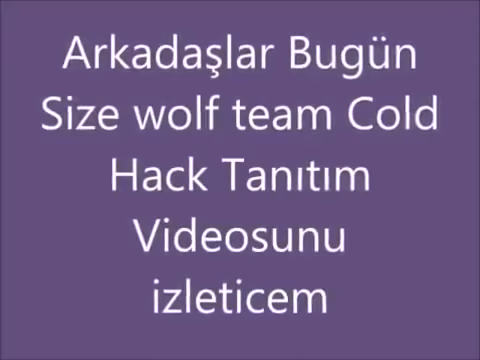 Arkadaşlar Bugün
Size wolf team Cold
Hack Tanıtım
Videosunu
izleticem